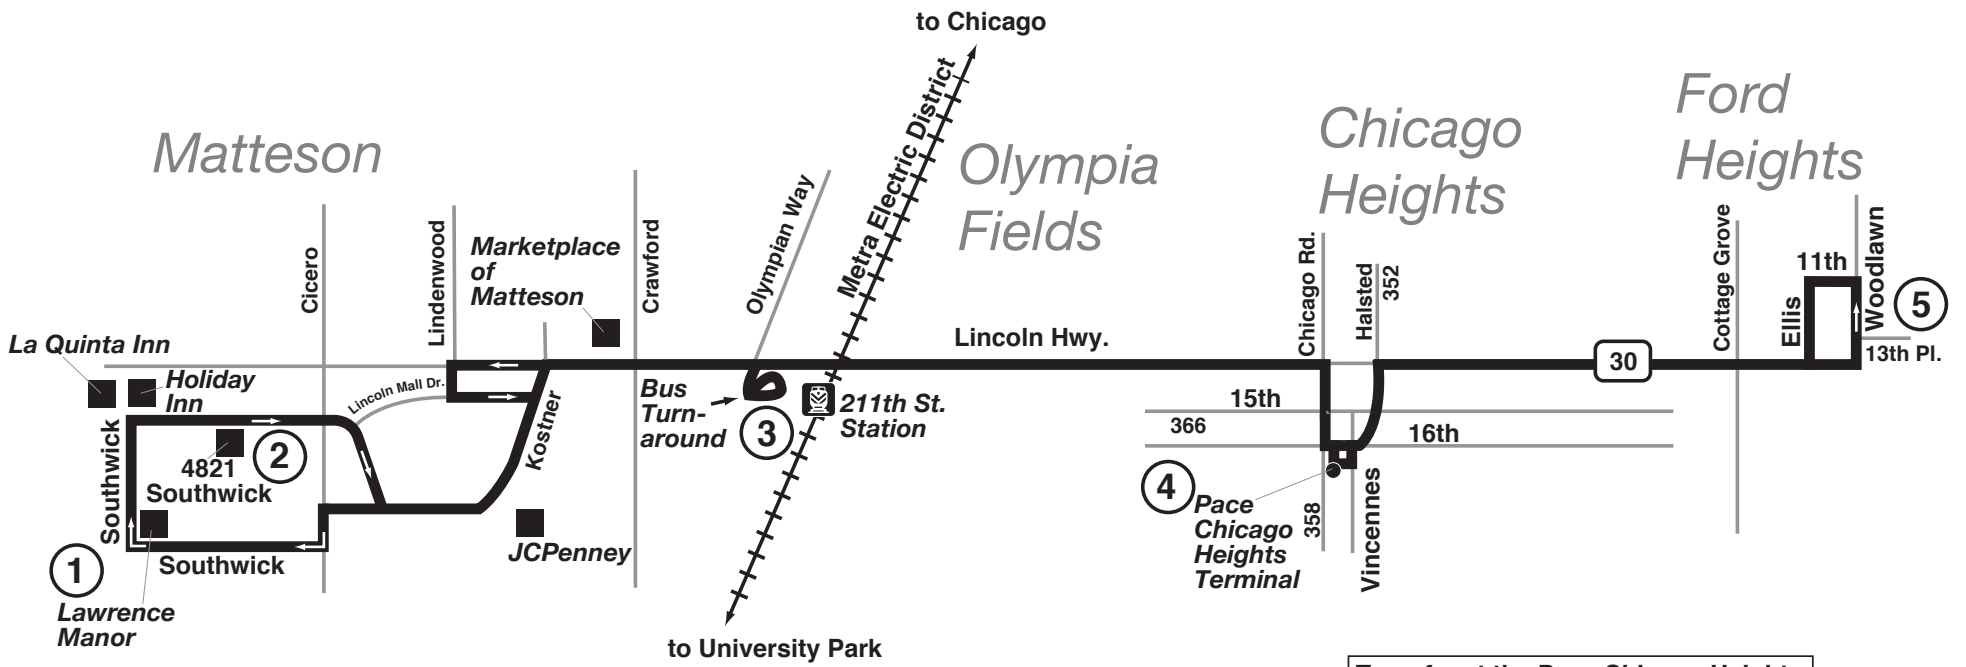 to Chicago
Metra Electric District
Matteson
Olympia
Fields
Chicago
Heights
Ford
Heights
Cicero
Lindenwood
Marketplace
of
Matteson
Crawford
Olympian Way
Lincoln Hwy.
Chicago Rd.
Halsted
352
Cottage Grove
11th
Ellis
Woodlawn
5
13th Pl.
30
La Quinta Inn
Holiday
Inn
Lincoln Mall Dr.
Kostner
Bus
Turn-
around
3
211th St.
Station
15th
366
16th
Southwick
4821
Southwick
2
4
Pace
Chicago
Heights
Terminal
358
Vincennes
JCPenney
1
Southwick
Lawrence
Manor
to University Park